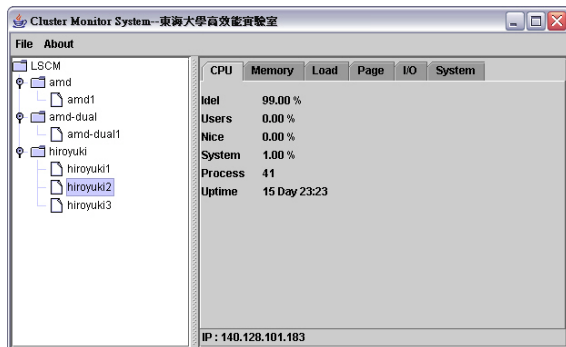 Cluster Monitor System--東海大學高效能實驗室
File About
LSCM
amd
amd1
amd-dual
amd-dual1
hiroyuki
hiroyuki1
hiroyuki2
hiroyuki3
CPU Memory Load Page I/O System
Idel 99.00 %
Users 0.00 %
Nice 0.00 %
System 1.00 %
Process 41
Uptime 15 Day 23:23
IP : 140.128.101.183